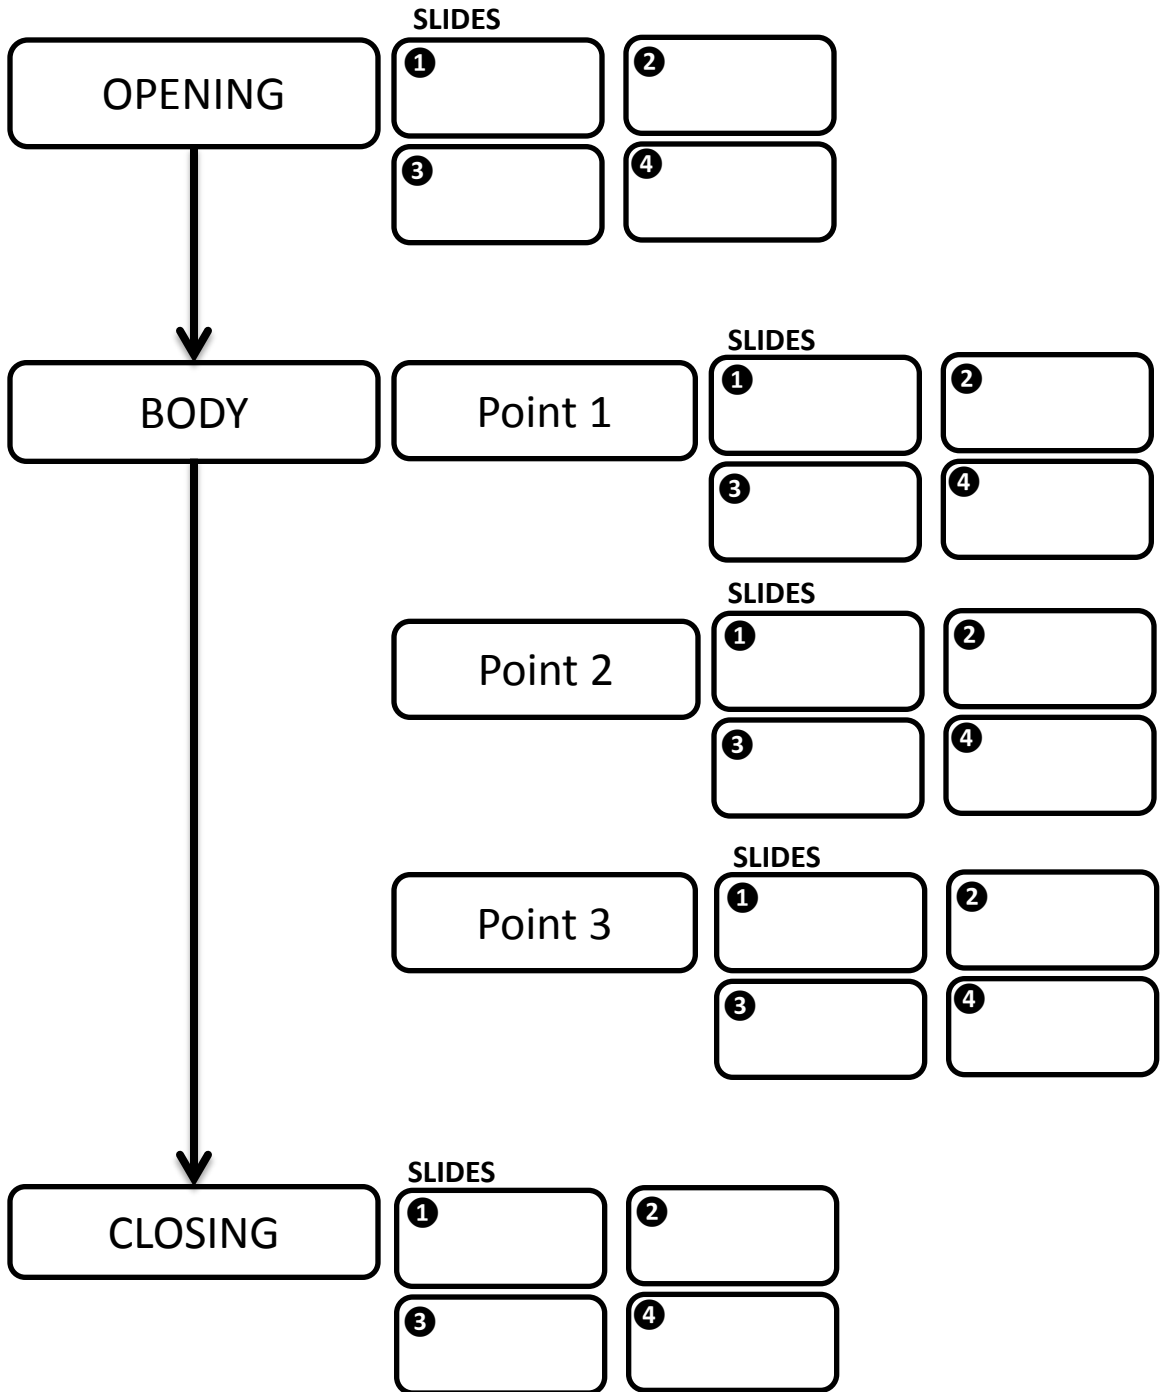 SLIDES
OPENING
❶ ❷
❸ ❹
SLIDES
BODY
Point 1
❶ ❷
❸ ❹
SLIDES
Point 2
❶ ❷
❸ ❹
SLIDES
Point 3
❶ ❷
❸ ❹
SLIDES
CLOSING
❶ ❷
❸ ❹